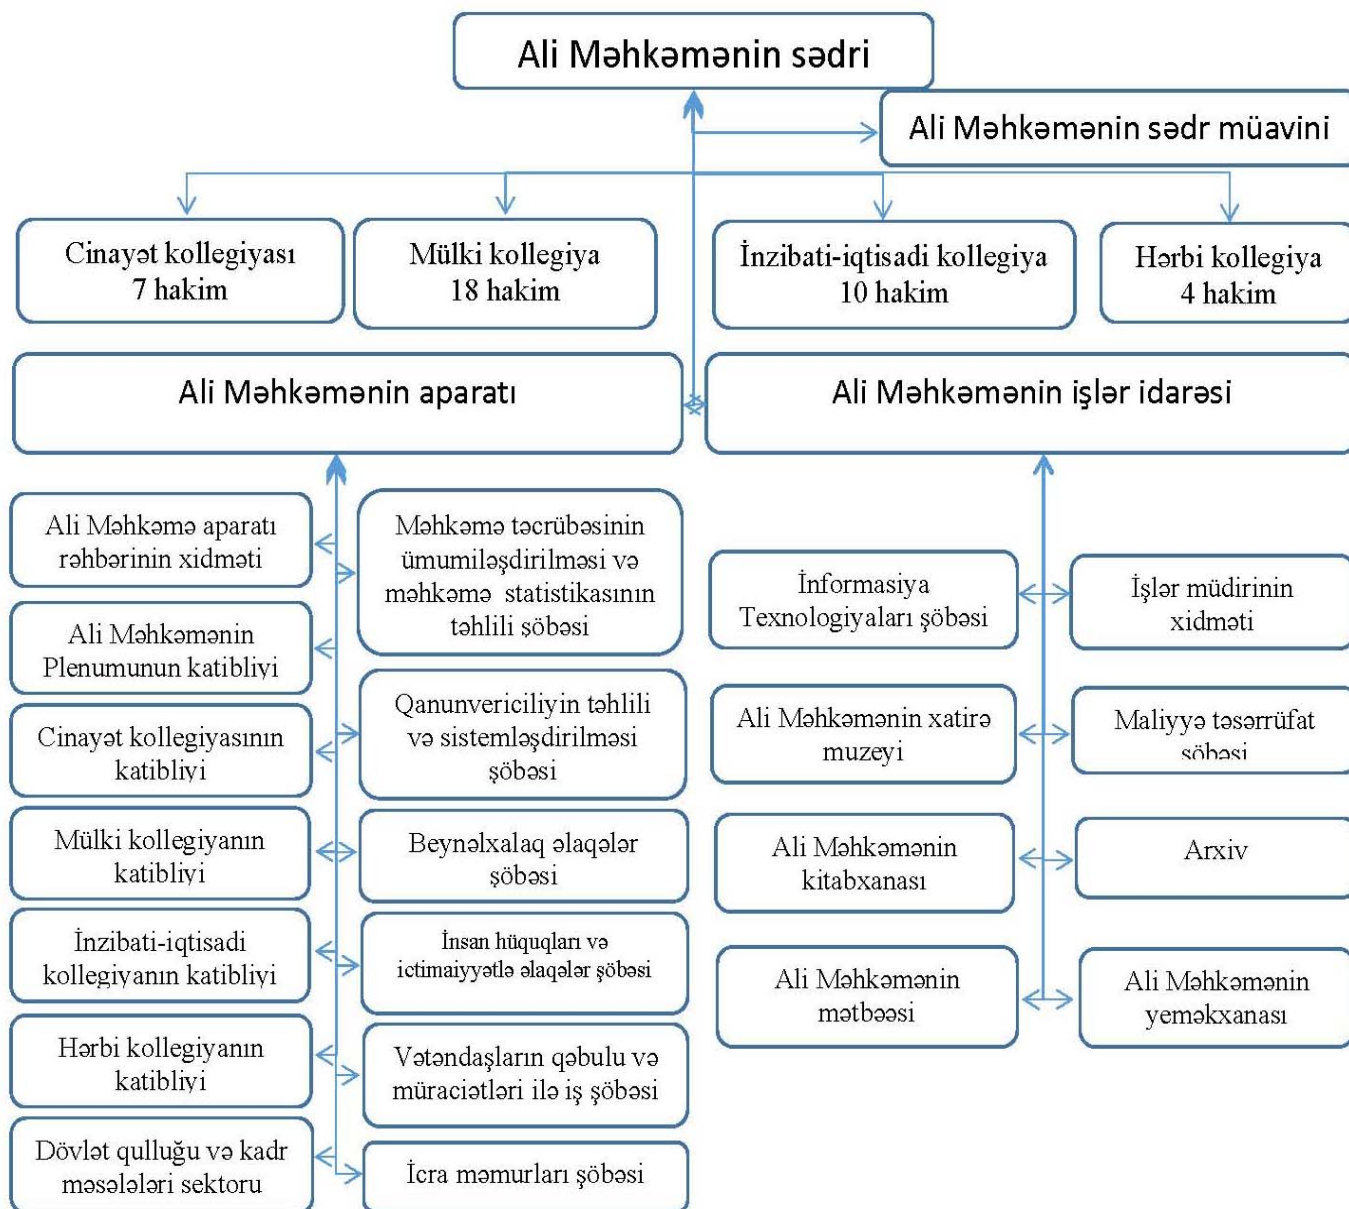 Ali Məhkəmənin sədri
Ali Məhkəmənin sədr müavini
Cinayət kollegiyası
7 hakim
Mülki kollegiya
18 hakim
İnzibati-iqtisadi kollegiya
10 hakim
Hərbi kollegiya
4 hakim
Ali Məhkəmənin aparatı
Ali Məhkəmənin işlər idarəsi
Ali Məhkəmə aparatı
rəhbərinin xidməti
Ali Məhkəmənin
Plenumunun katibliyi
Cinayət kollegiyasının
katibliyi
Mülki kollegiyanın
katibliyi
İnzibati-iqtisadi
kollegiyanın katibliyi
Hərbi kollegiyanın
katibliyi
Dövlət qulluğu və kadr
məsələləri sektoru
Məhkəmə təcrübəsinin
ümumiləşdirilməsi və
məhkəmə statistikasının
təhlili şöbəsi
Qanunvericiliyin təhlili
və sistemləşdirilməsi
şöbəsi
Beynəlxalaq əlaqələr
şöbəsi
İnsan hüquqları və
ictimaiyyətlə əlaqələr şöbəsi
Vətəndaşların qəbulu və
müraciətləri ilə iş şöbəsi
İcra məmurları şöbəsi
İnformasiya
Texnologiyaları şöbəsi
Ali Məhkəmənin xatirə
muzeyi
Ali Məhkəmənin
kitabxanası
Ali Məhkəmənin
mətbəəsi
İşlər müdirinin
xidməti
Maliyyə təsərrüfat
şöbəsi
Arxiv
Ali Məhkəmənin
yeməkxanası